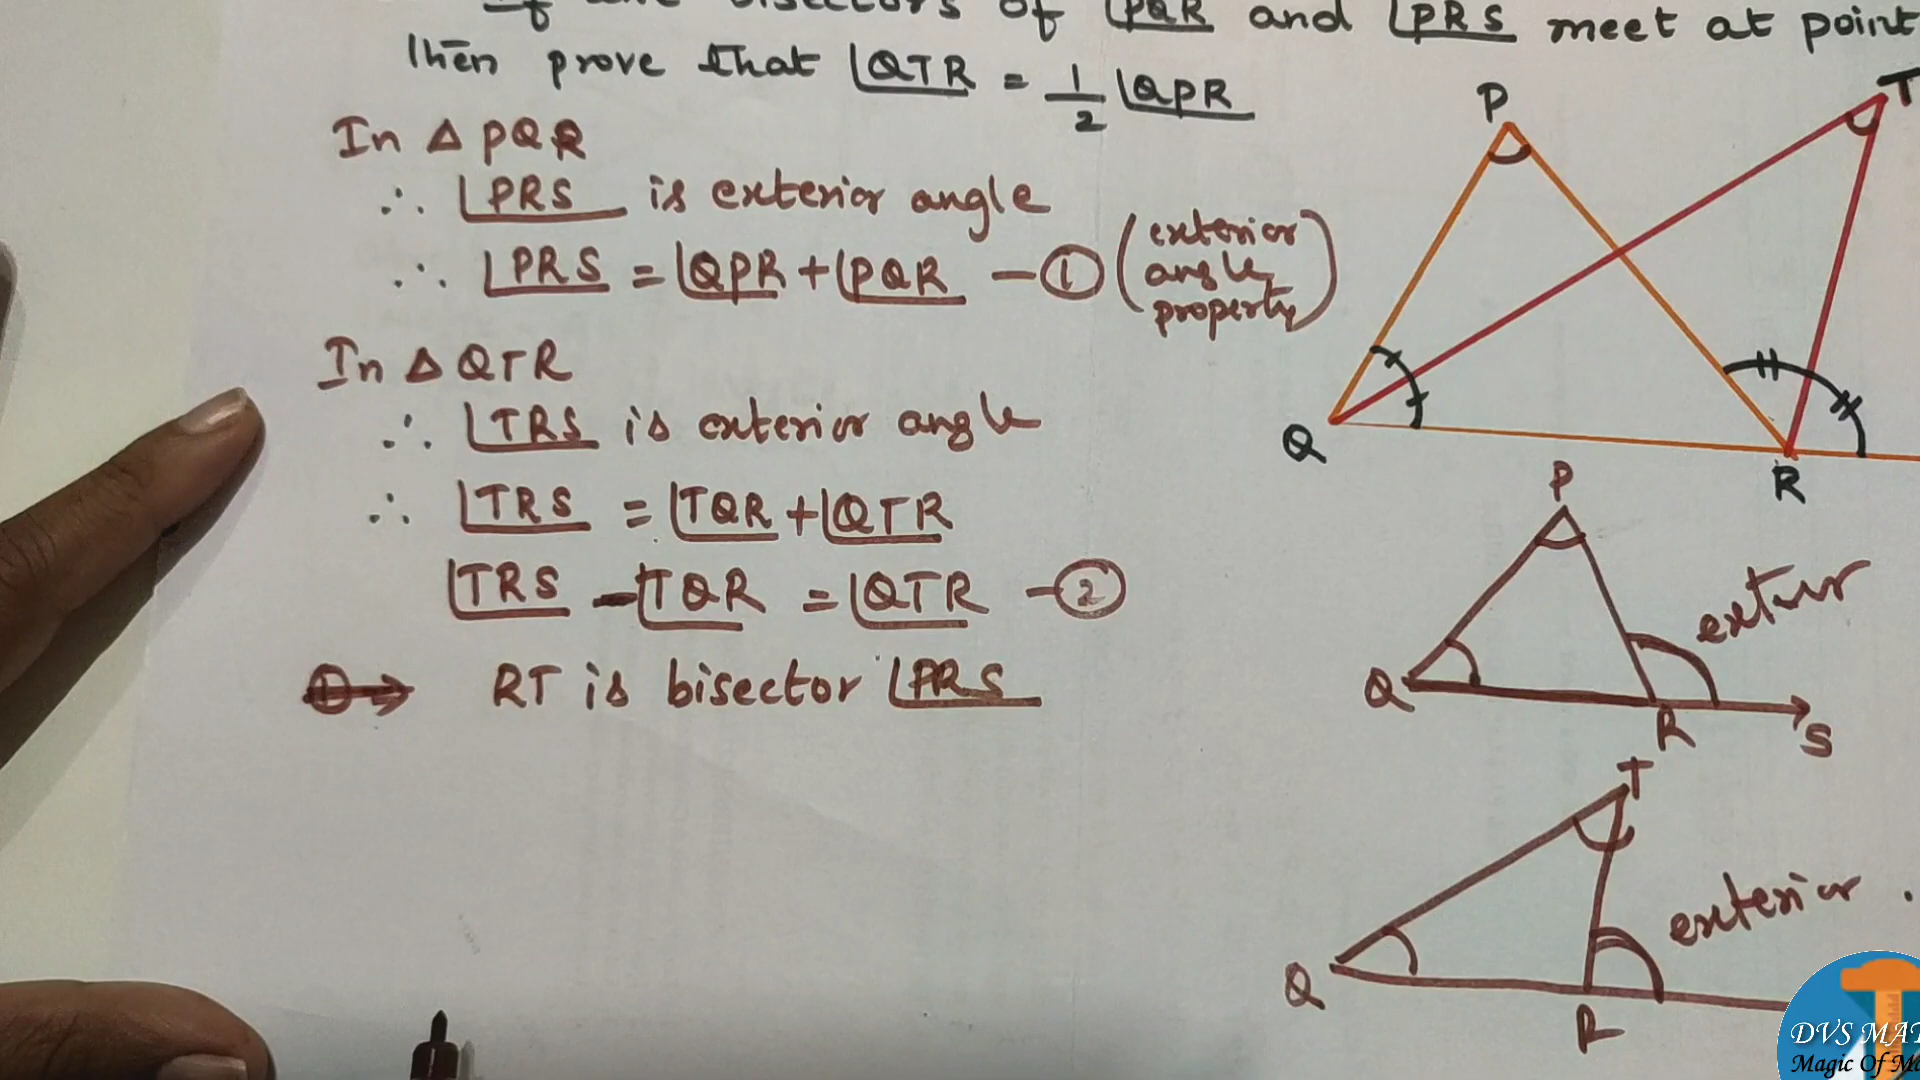 If the bisectors of ∠PQR and ∠PRS meet at point
Then prove that ∠QTR = 1/2 ∠QPR
In Δ PQR
∴ ∠PRS is exterior angle
∴ ∠PRS = ∠QPR + ∠PQR — ① (exterior angle property)
In Δ QTR
∴ ∠TRS is exterior angle
∴ ∠TRS = ∠TQR + ∠QTR
∠TRS - ∠TQR = ∠QTR — ②
RT is bisector ∠PRS
P
T
Q
R
P
exterior
Q
R
S
T
exterior .
Q
R
DVS MAT
Magic Of Ma